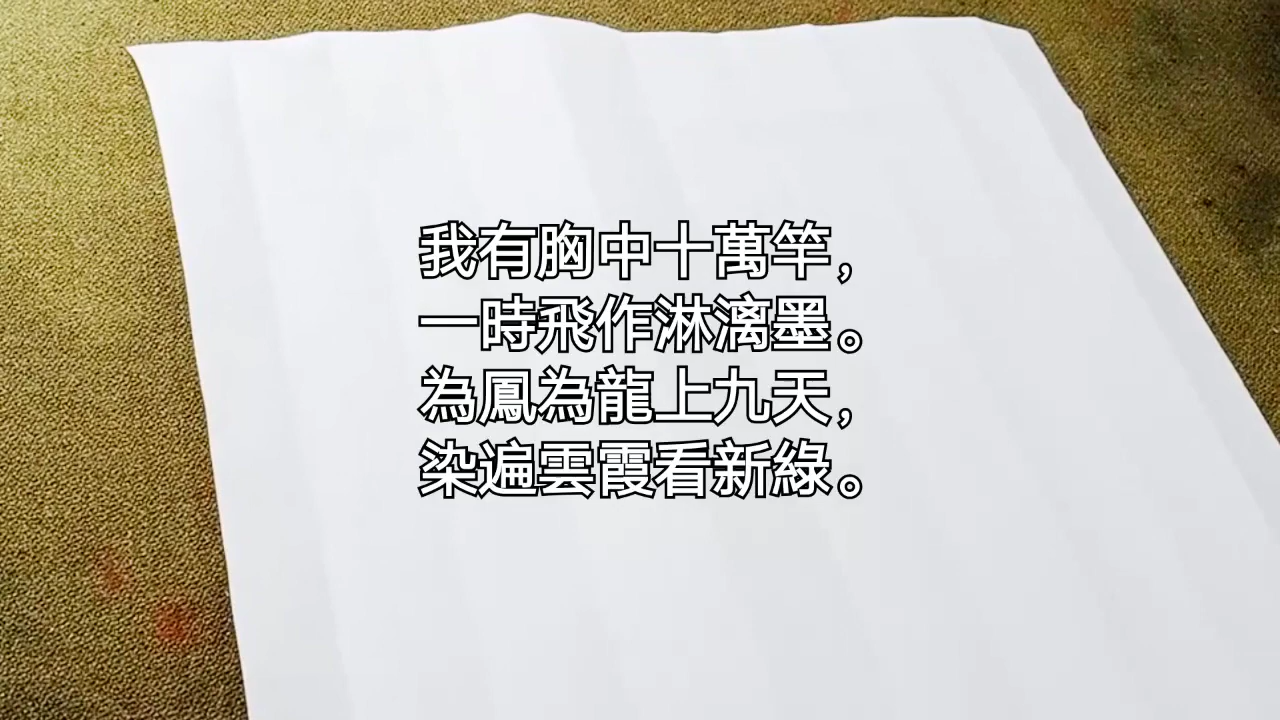 我有胸中十萬竿，
一時飛作淋漓墨。
為鳳為龍上九天，
染遍雲霞看新綠。